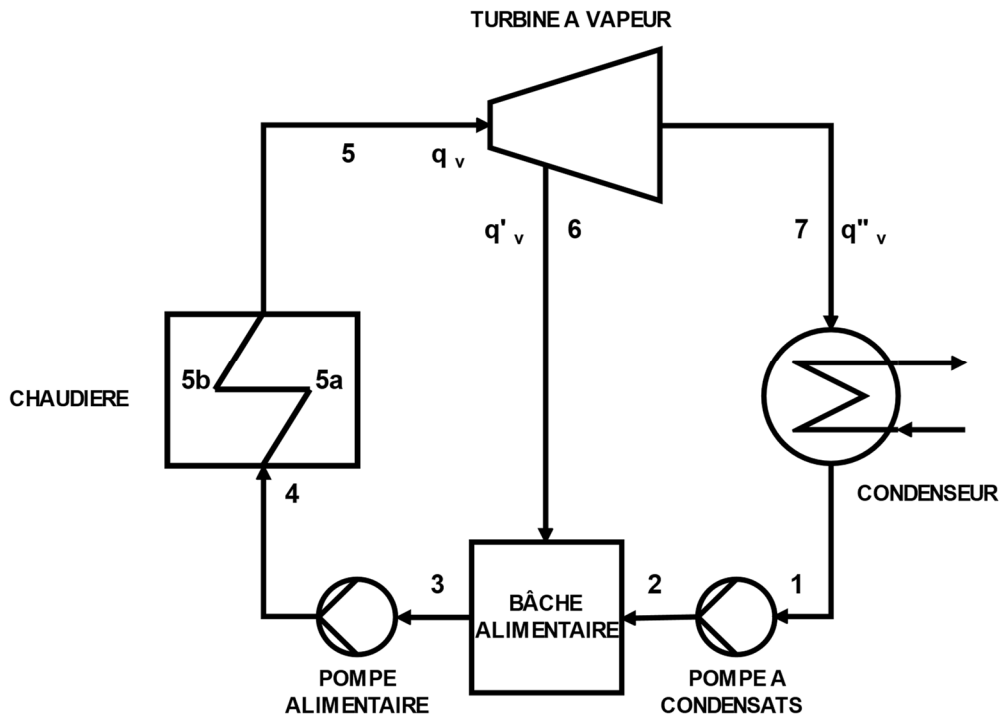 TURBINE A VAPEUR
5 q v
q' v 6
7 q" v
5b 5a
CHAUDIERE
4
CONDENSEUR
3
2
1
BÂCHE
ALIMENTAIRE
POMPE
ALIMENTAIRE
POMPE A
CONDENSATS